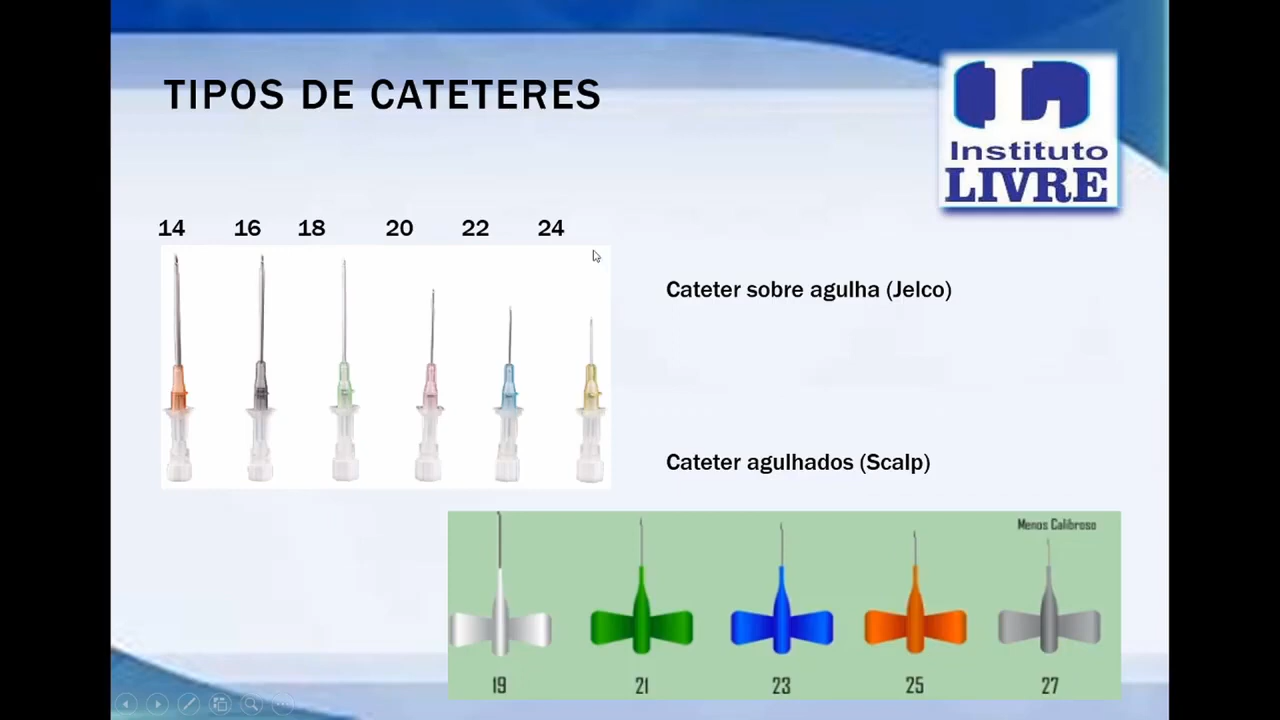 TIPOS DE CATETERES
Instituto
LIVRE
14 16 18 20 22 24
Cateter sobre agulha (Jelco)
Cateter agulhados (Scalp)
Menos Calibroso
19 21 23 25 27